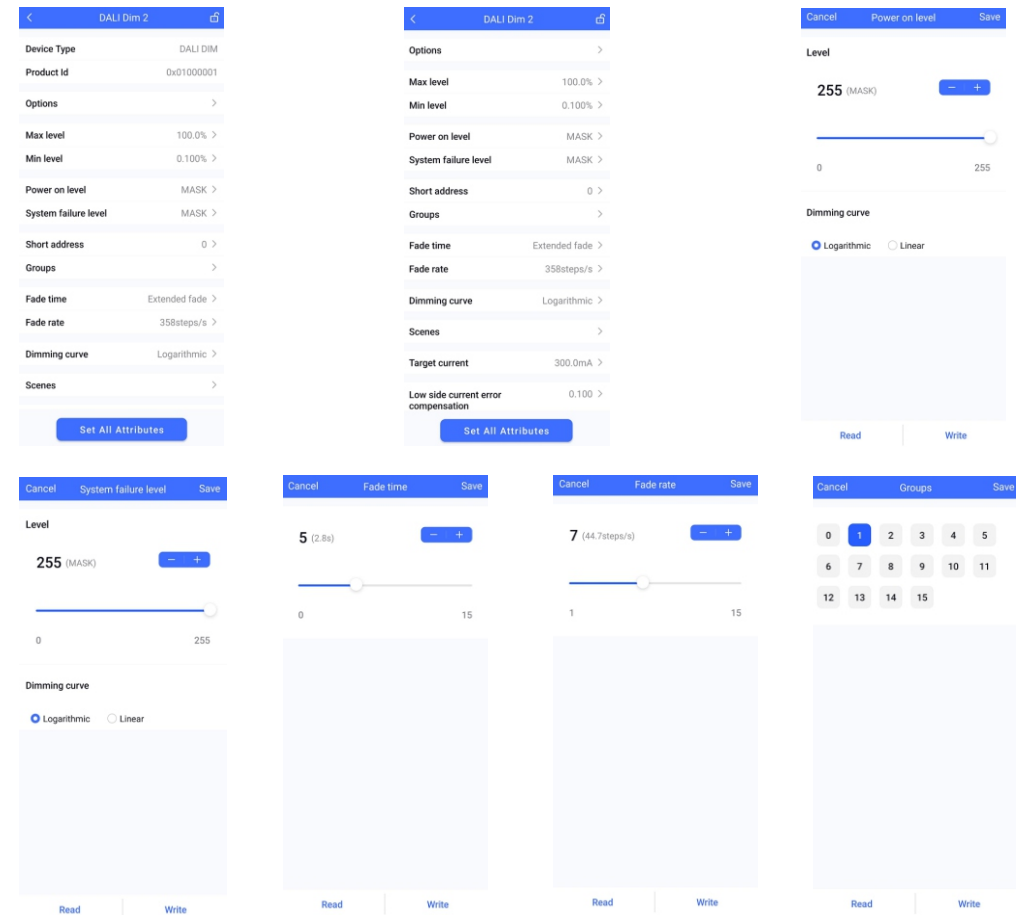 DALI Dim 2
Device Type DALI DIM
Product Id 0x01000001
Options
Max level 100.0%
Min level 0.100%
Power on level MASK
System failure level MASK
Short address 0
Groups
Fade time Extended fade
Fade rate 358steps/s
Dimming curve Logarithmic
Scenes
Set All Attributes
DALI Dim 2
Options
Max level 100.0%
Min level 0.100%
Power on level MASK
System failure level MASK
Short address 0
Groups
Fade time Extended fade
Fade rate 358steps/s
Dimming curve Logarithmic
Scenes
Target current 300.0mA
Low side current error 0.100
compensation
Set All Attributes
Cancel Power on level Save
Level
255 (MASK) − +
0 255
Dimming curve
Logarithmic Linear
Read Write
Cancel System failure level Save
Level
255 (MASK) − +
0 255
Dimming curve
Logarithmic Linear
Read Write
Cancel Fade time Save
5 (2.8s) − +
0 15
Read Write
Cancel Fade rate Save
7 (44.7steps/s) − +
1 15
Read Write
Cancel Groups Save
0 1 2 3 4 5
6 7 8 9 10 11
12 13 14 15
Read Write